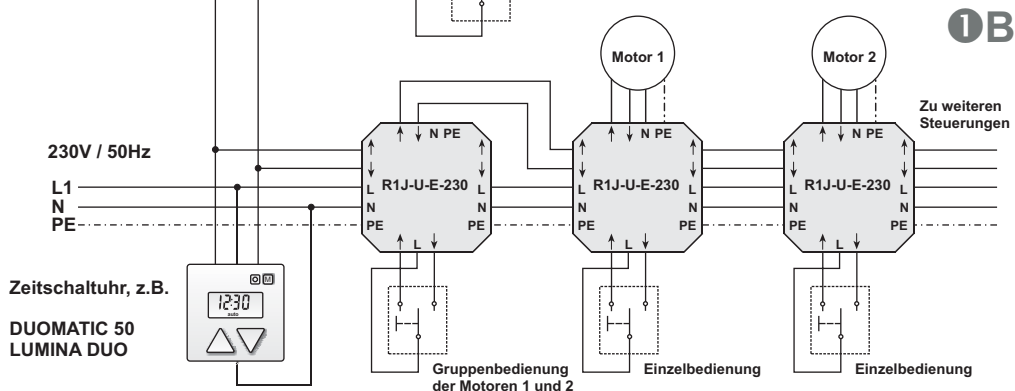 ❶B
Motor 1
Motor 2
Zu weiteren
Steuerungen
N PE
N PE
N PE
230V / 50Hz
L1
N
PE
R1J-U-E-230
L
L
N
N
PE
PE
L
R1J-U-E-230
L
L
N
N
PE
PE
L
R1J-U-E-230
L
L
N
N
PE
PE
L
Zeitschaltuhr, z.B.
DUOMATIC 50
LUMINA DUO
M
12:30
auto
Gruppenbedienung
der Motoren 1 und 2
Einzelbedienung
Einzelbedienung